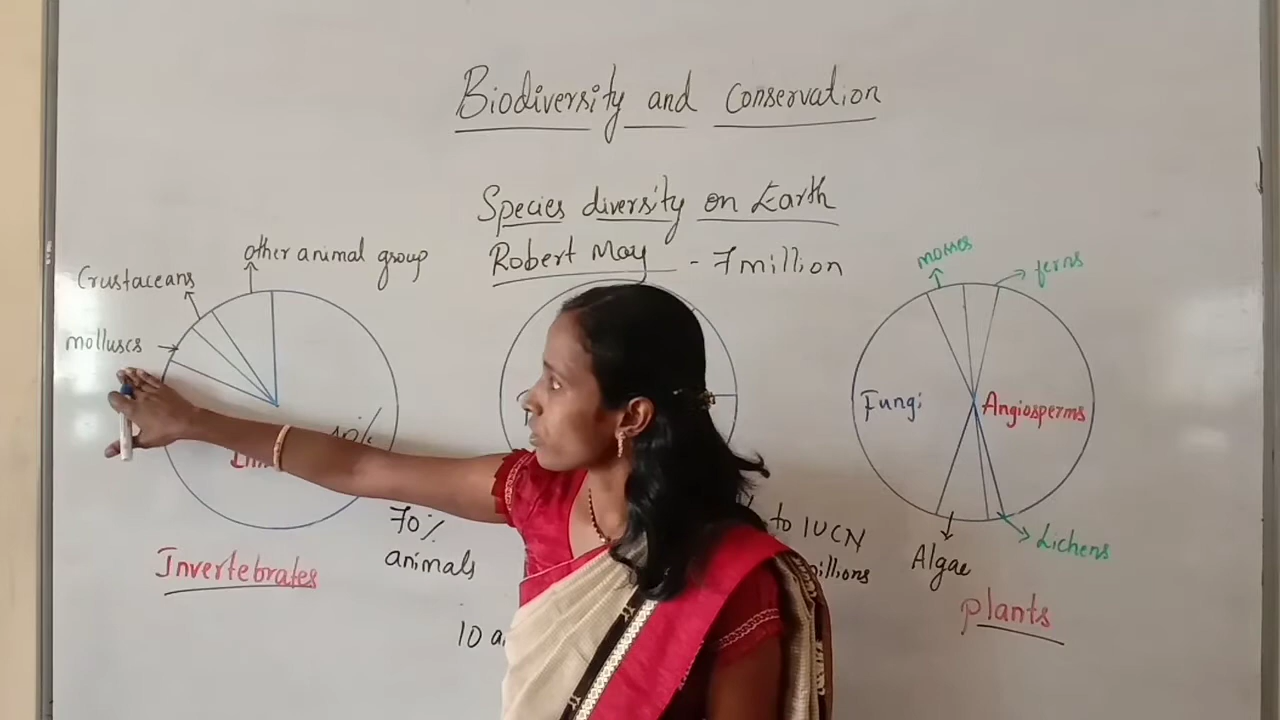 Biodiversity and conservation
Species diversity on Earth
Robert May - 7 million
other animal group
Crustaceans
molluscs
70%
animals
Invertebrates
10
to IUCN
mosses
ferns
Fungi
Angiosperms
Algae
Lichens
plants